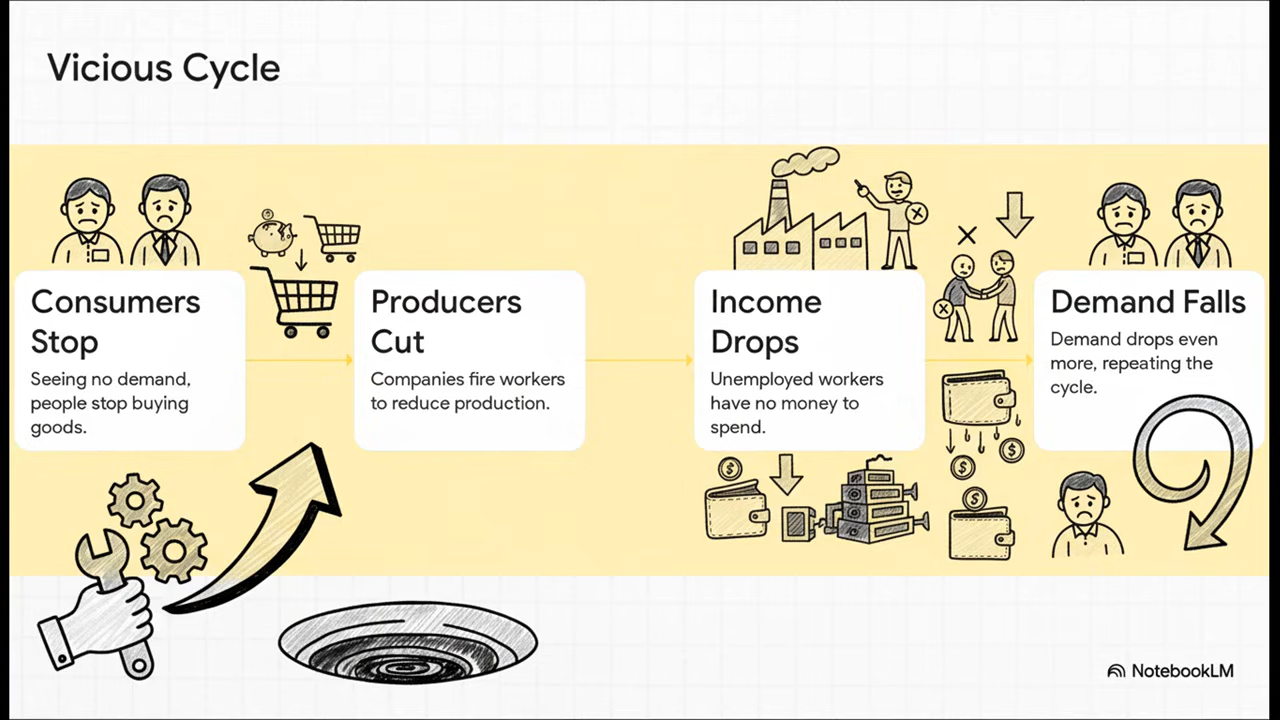 Vicious Cycle
Consumers
Stop
Seeing no demand,
people stop buying
goods.
Producers
Cut
Companies fire workers
to reduce production.
Income
Drops
Unemployed workers
have no money to
spend.
Demand Falls
Demand drops even
more, repeating the
cycle.
$
$
$
$
NotebookLM